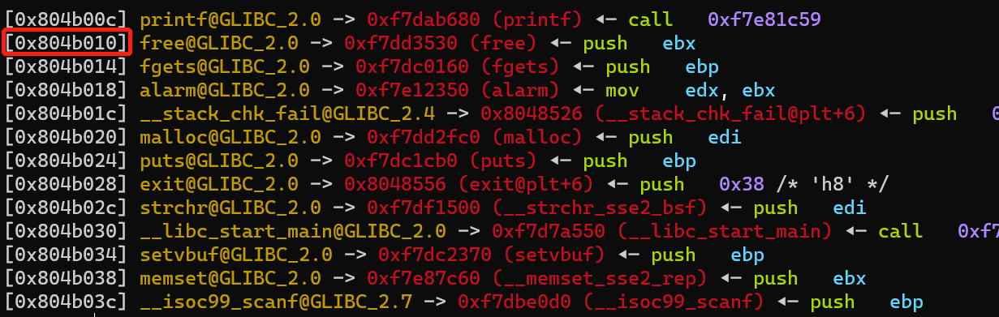 [0x804b00c] printf@GLIBC_2.0 -> 0xf7dab680 (printf) ◂— call   0xf7e81c59
[0x804b010] free@GLIBC_2.0 -> 0xf7dd3530 (free) ◂— push   ebx
[0x804b014] fgets@GLIBC_2.0 -> 0xf7dc0160 (fgets) ◂— push   ebp
[0x804b018] alarm@GLIBC_2.0 -> 0xf7e12350 (alarm) ◂— mov    edx, ebx
[0x804b01c] __stack_chk_fail@GLIBC_2.4 -> 0x8048526 (__stack_chk_fail@plt+6) ◂— push
[0x804b020] malloc@GLIBC_2.0 -> 0xf7dd2fc0 (malloc) ◂— push   edi
[0x804b024] puts@GLIBC_2.0 -> 0xf7dc1cb0 (puts) ◂— push   ebp
[0x804b028] exit@GLIBC_2.0 -> 0x8048556 (exit@plt+6) ◂— push   0x38 /* 'h8' */
[0x804b02c] strchr@GLIBC_2.0 -> 0xf7df1500 (__strchr_sse2_bsf) ◂— push   edi
[0x804b030] __libc_start_main@GLIBC_2.0 -> 0xf7d7a550 (__libc_start_main) ◂— call   0xf7
[0x804b034] setvbuf@GLIBC_2.0 -> 0xf7dc2370 (setvbuf) ◂— push   ebp
[0x804b038] memset@GLIBC_2.0 -> 0xf7e87c60 (__memset_sse2_rep) ◂— push   ebx
[0x804b03c] __isoc99_scanf@GLIBC_2.7 -> 0xf7dbe0d0 (__isoc99_scanf) ◂— push   ebp